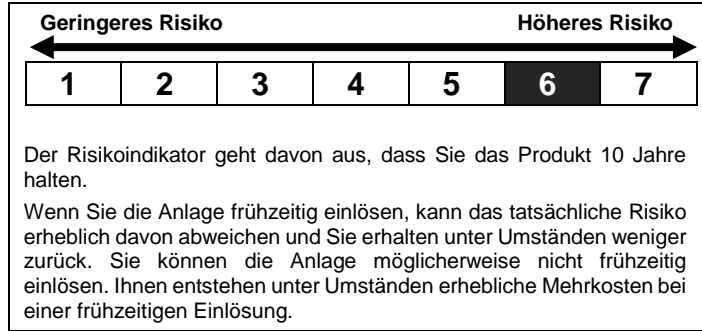 Geringeres Risiko Höheres Risiko
1 2 3 4 5 6 7
Der Risikoindikator geht davon aus, dass Sie das Produkt 10 Jahre
halten.
Wenn Sie die Anlage frühzeitig einlösen, kann das tatsächliche Risiko
erheblich davon abweichen und Sie erhalten unter Umständen weniger
zurück. Sie können die Anlage möglicherweise nicht frühzeitig
einlösen. Ihnen entstehen unter Umständen erhebliche Mehrkosten bei
einer frühzeitigen Einlösung.